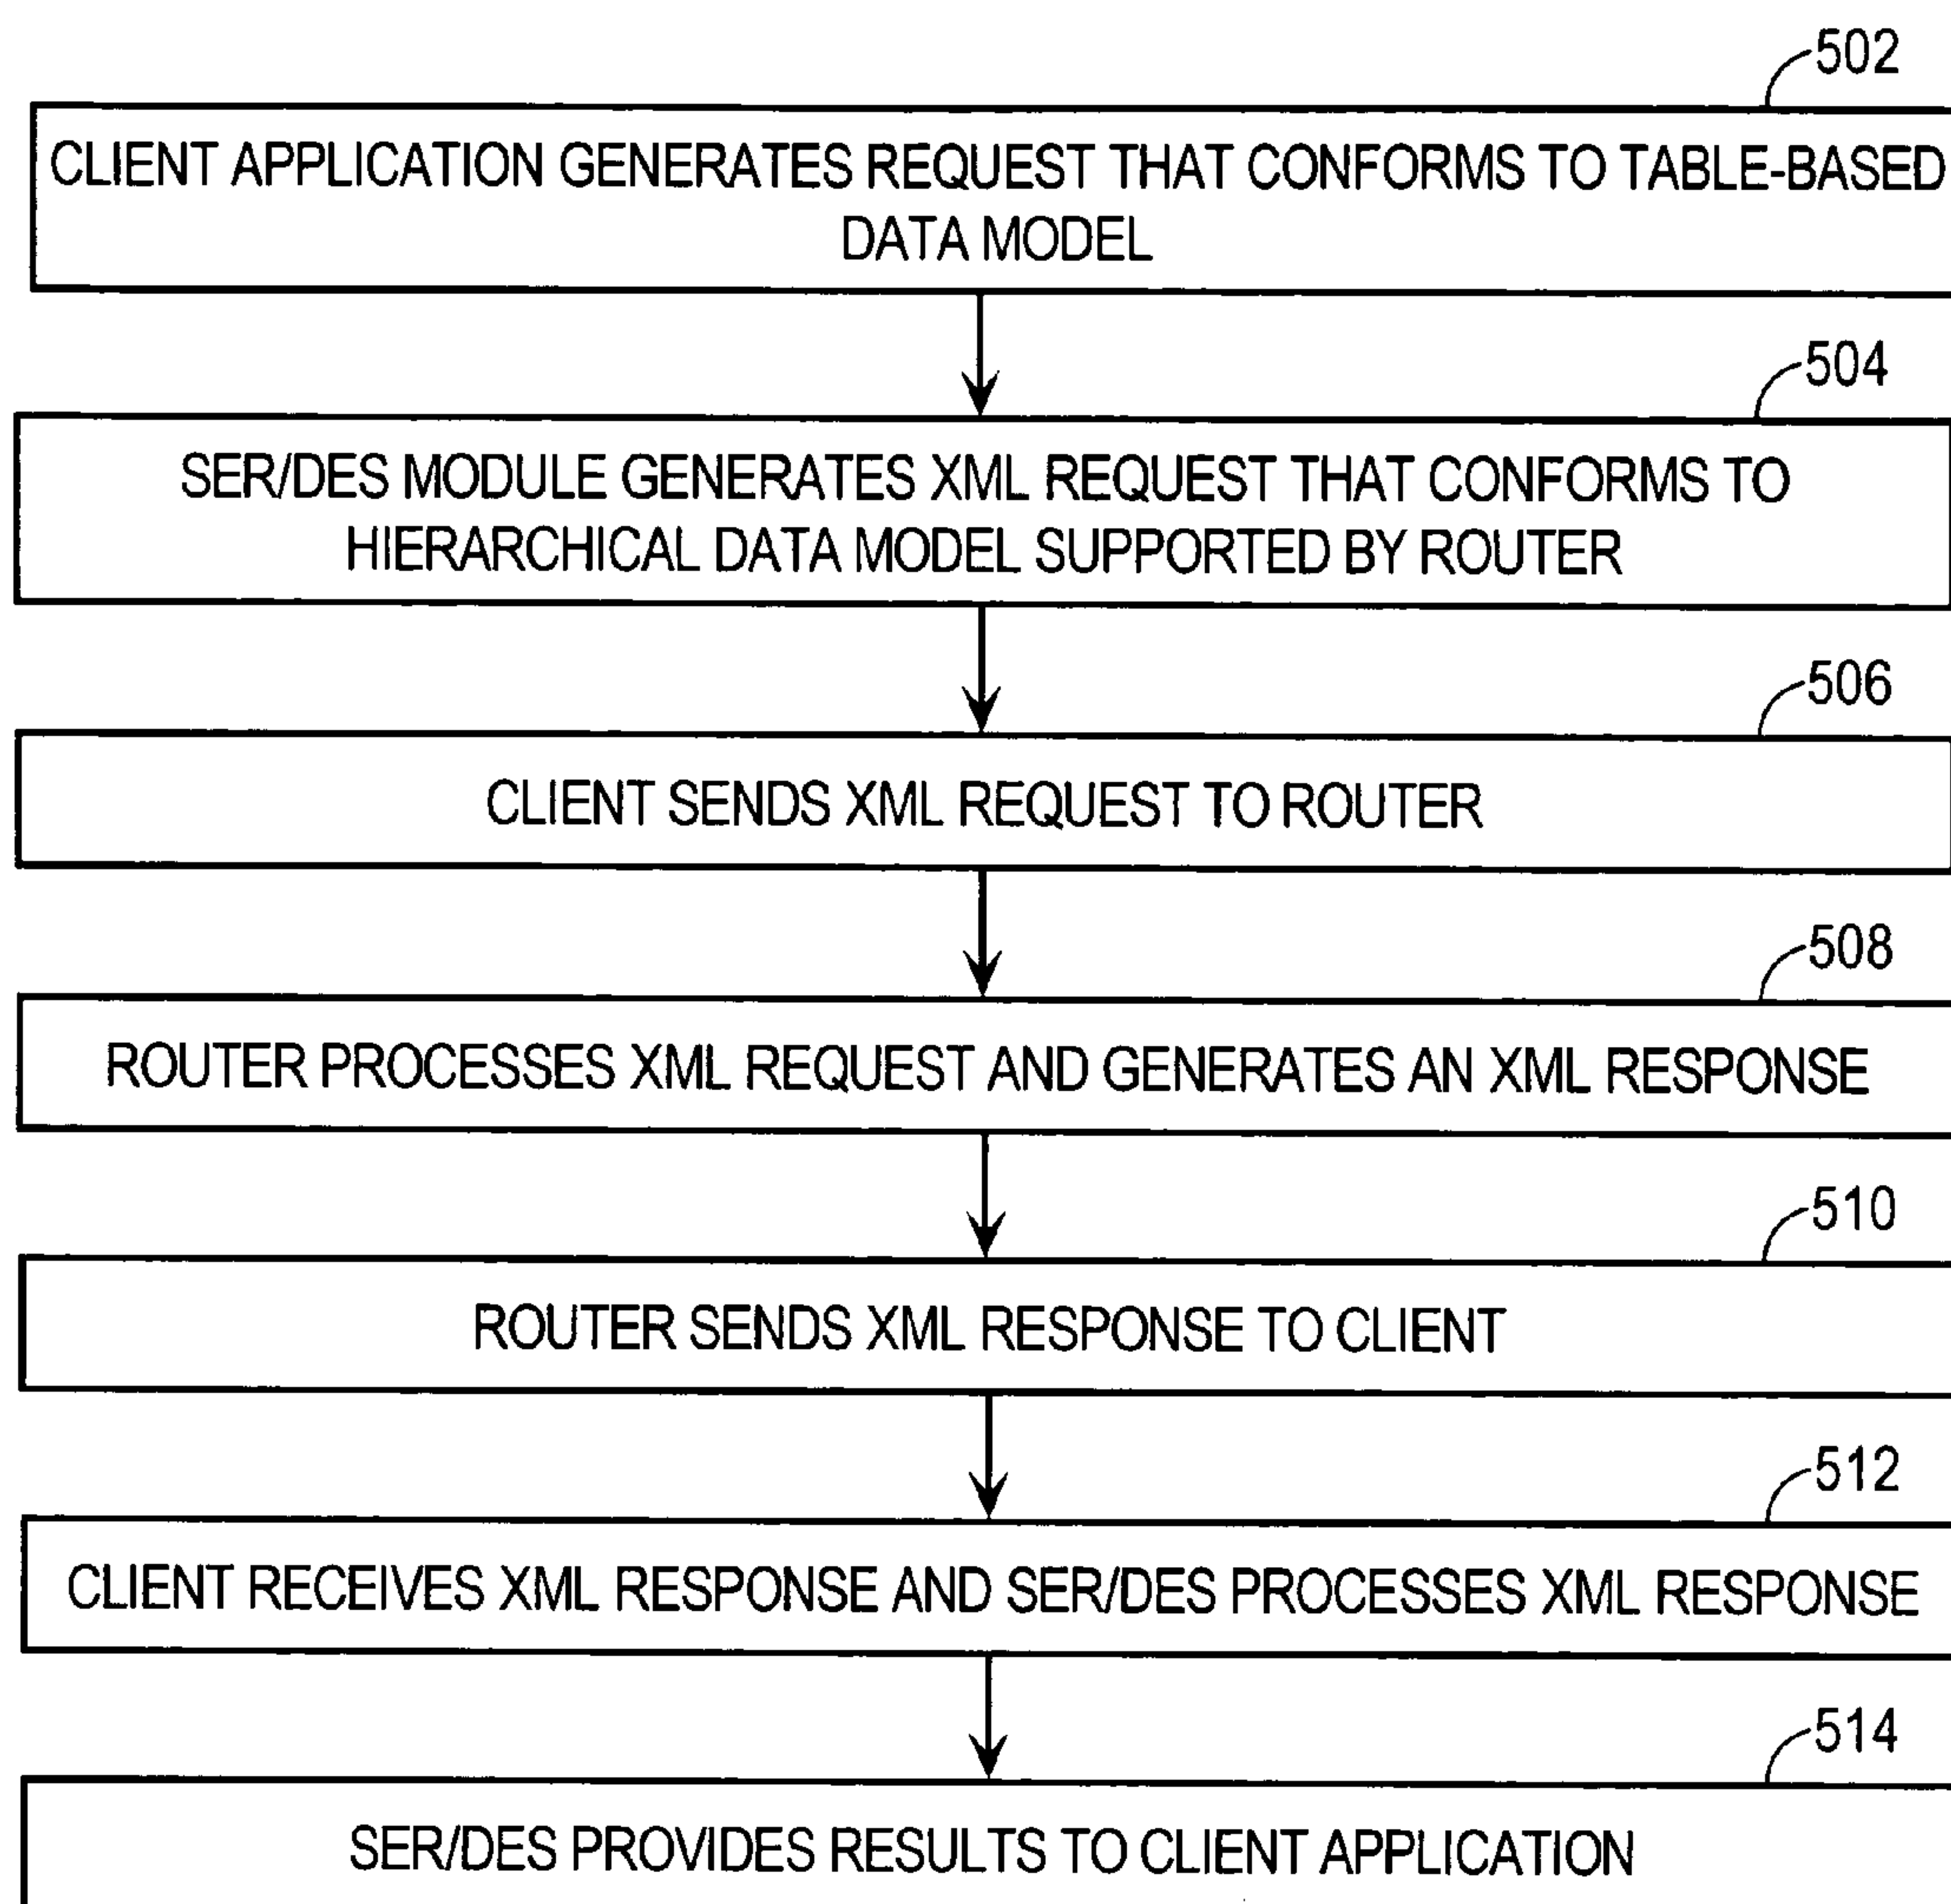 502
CLIENT APPLICATION GENERATES REQUEST THAT CONFORMS TO TABLE-BASED
DATA MODEL
504
SER/DES MODULE GENERATES XML REQUEST THAT CONFORMS TO
HIERARCHICAL DATA MODEL SUPPORTED BY ROUTER
506
CLIENT SENDS XML REQUEST TO ROUTER
508
ROUTER PROCESSES XML REQUEST AND GENERATES AN XML RESPONSE
510
ROUTER SENDS XML RESPONSE TO CLIENT
512
CLIENT RECEIVES XML RESPONSE AND SER/DES PROCESSES XML RESPONSE
514
SER/DES PROVIDES RESULTS TO CLIENT APPLICATION